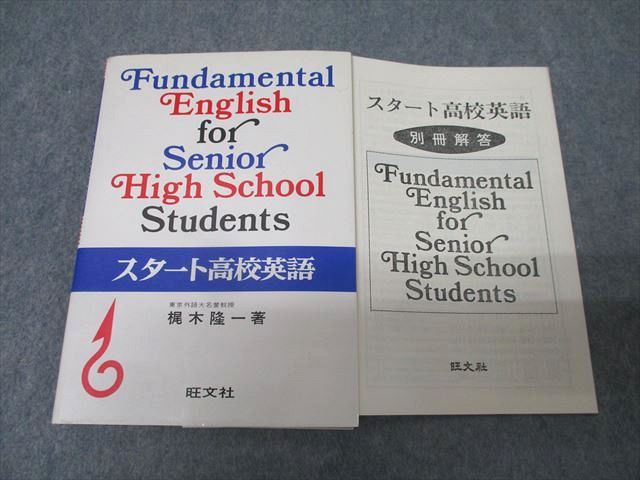 Fundamental
English
for
Senior
High School
Students
スタート高校英語
東京外語大名誉教授
梶木隆一著
旺文社
スタート高校英語
別冊解答
Fundamental
English
for
Senior
High School
Students
旺文社